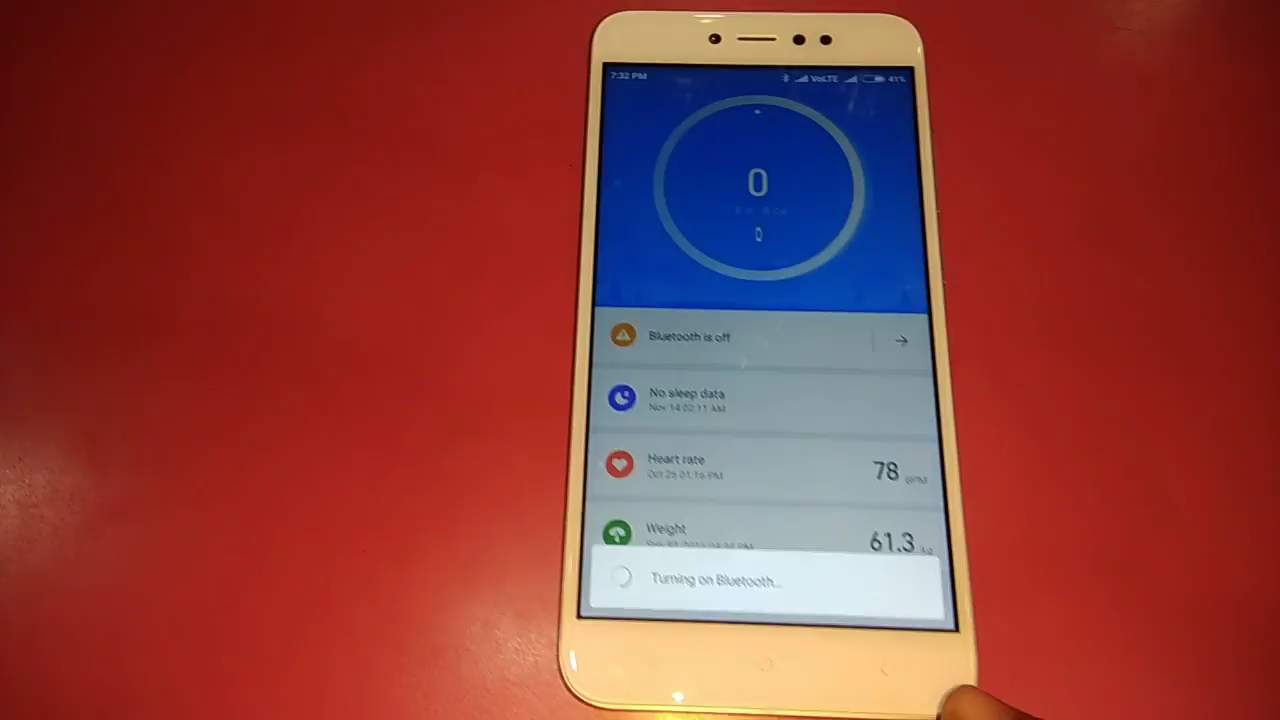 7:32 PM VoLTE 41%
0
Bluetooth is off
No sleep data
Nov 14 02:11 AM
Heart rate
Oct 26 01:16 PM
78 BPM
Weight
61.3 kg
Turning on Bluetooth...